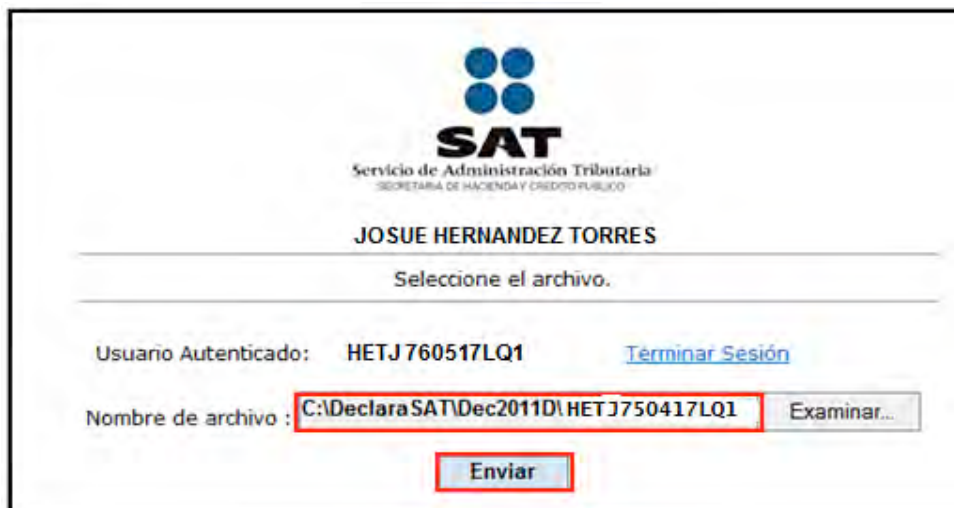 SAT
Servicio de Administración Tributaria
SECRETARIA DE HACIENDA Y CREDITO PUBLICO
JOSUE HERNANDEZ TORRES
Seleccione el archivo.
Usuario Autenticado: HETJ760517LQ1 Terminar Sesión
Nombre de archivo : C:\DeclaraSAT\Dec2011D\HETJ750417LQ1 Examinar...
Enviar